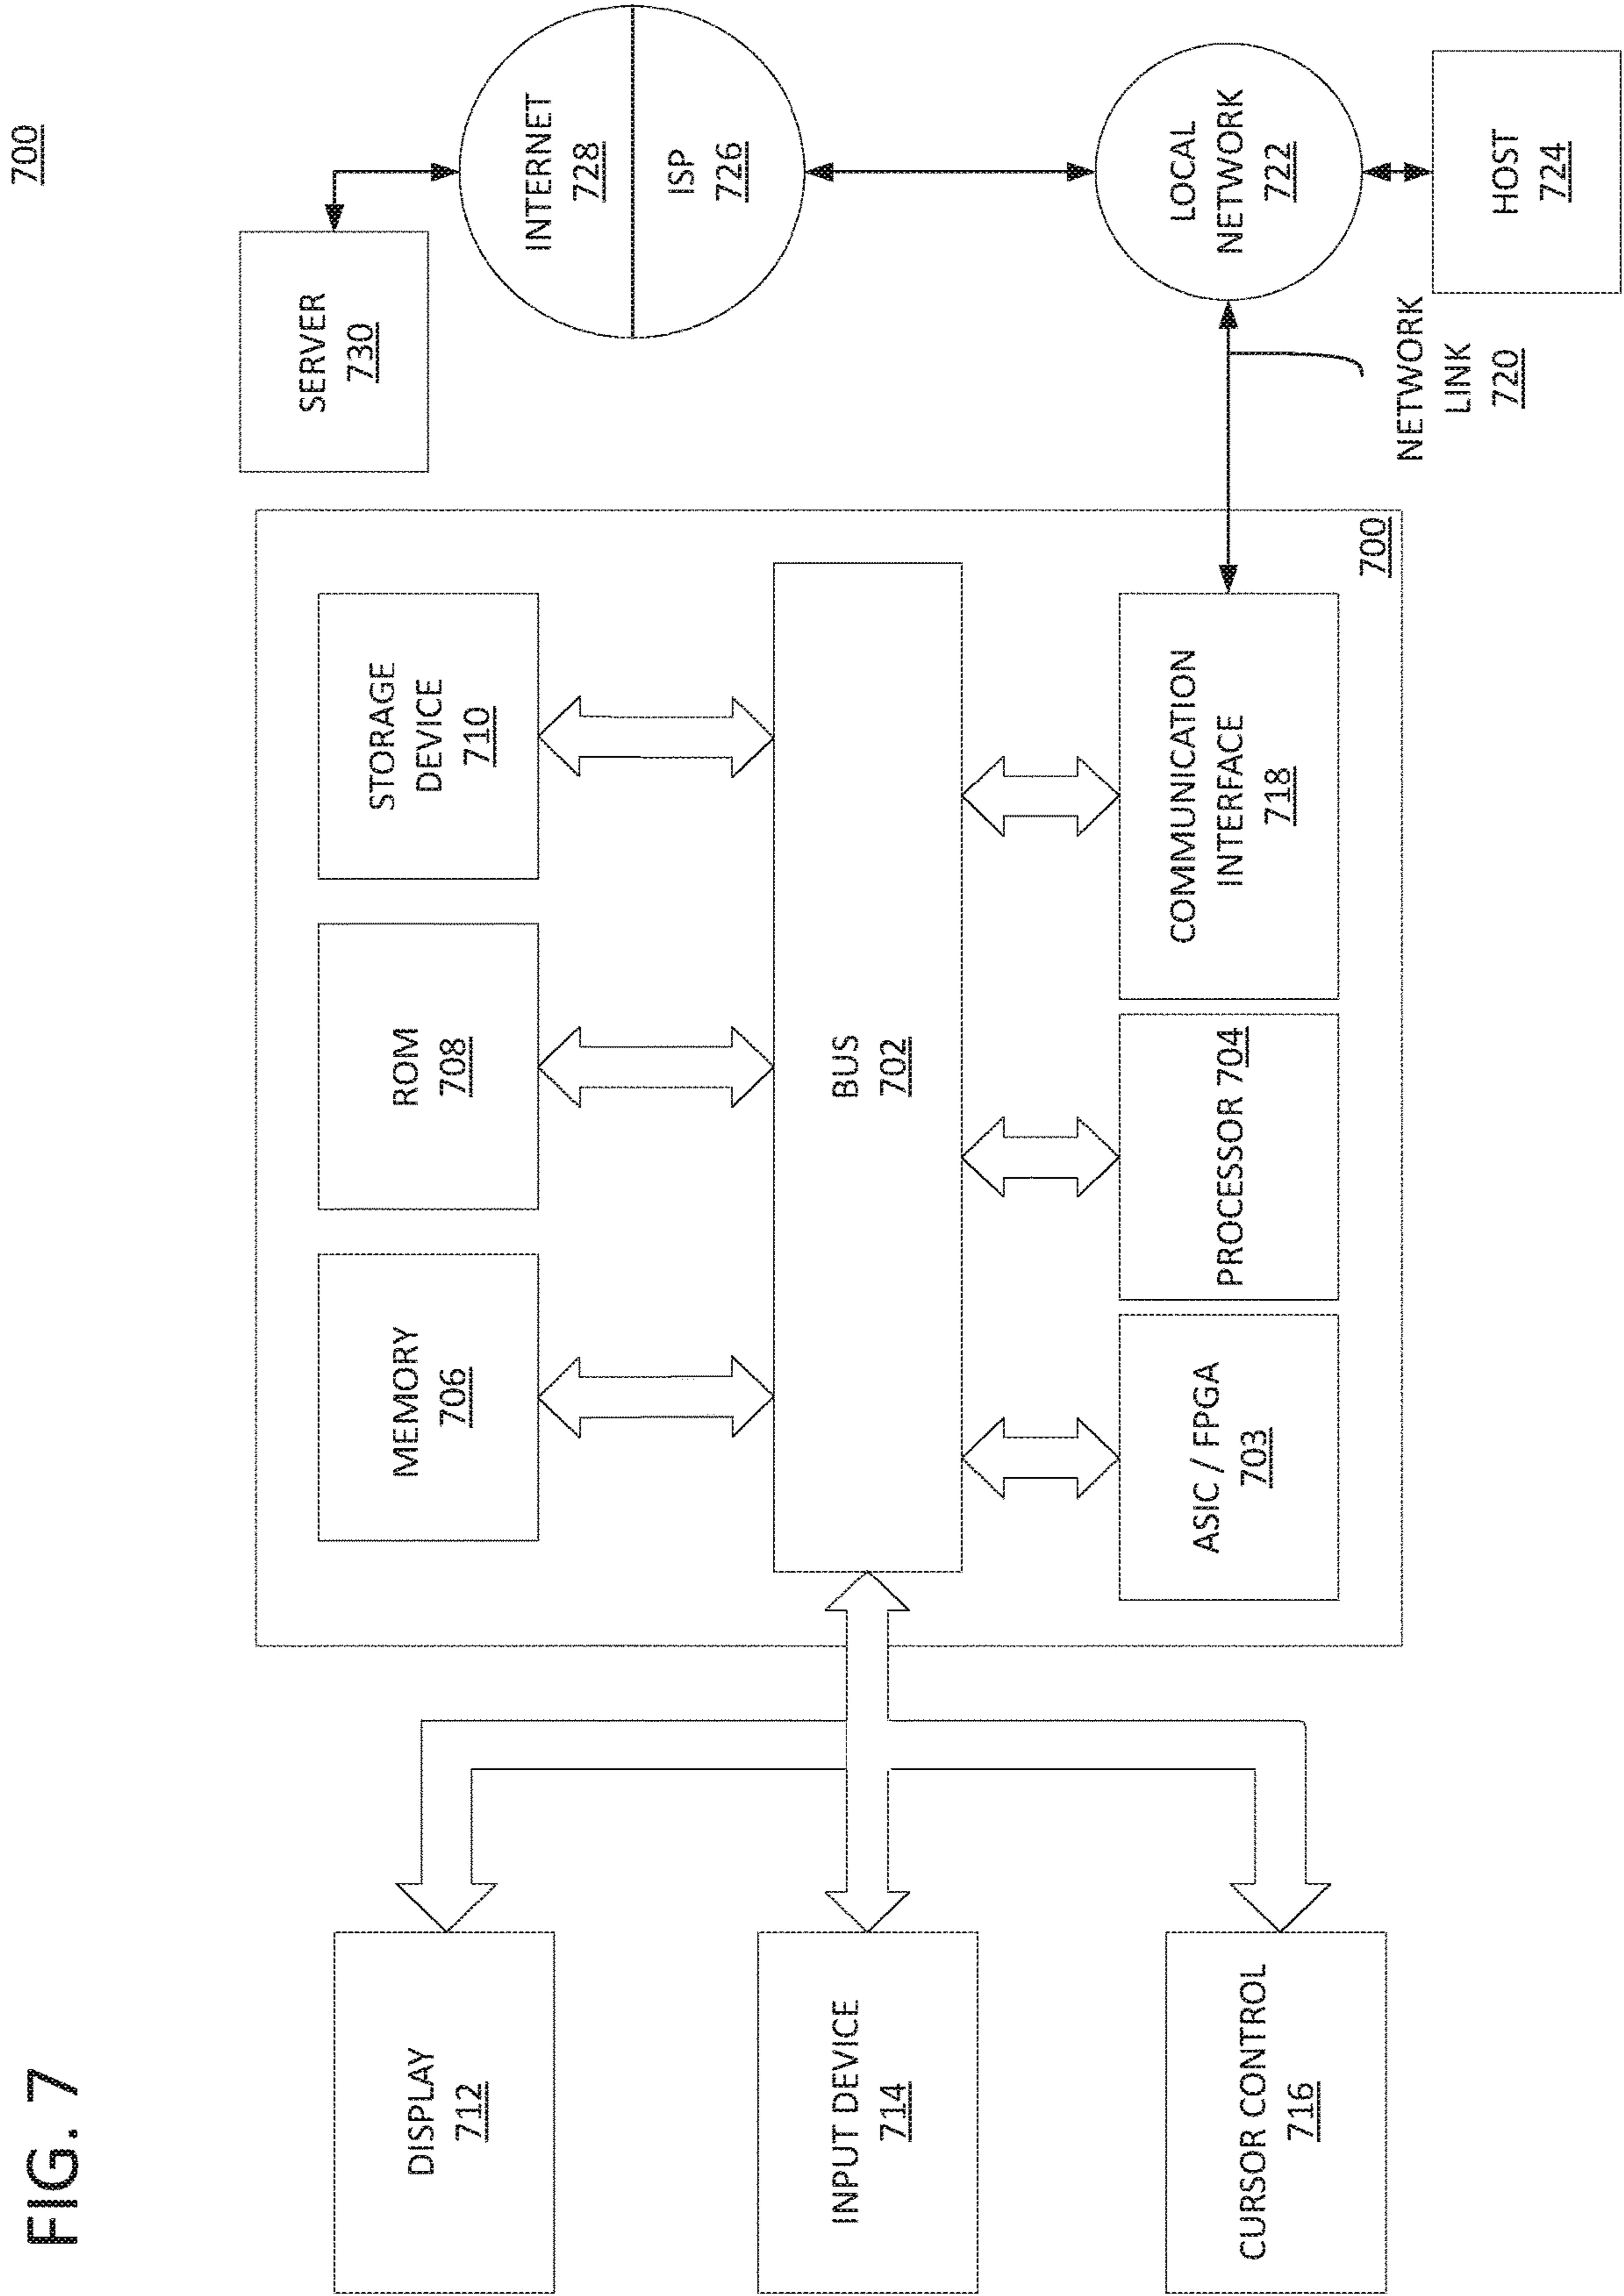 FIG. 7
700
DISPLAY
712
INPUT DEVICE
714
CURSOR CONTROL
716
MEMORY
706
ROM
708
STORAGE
DEVICE
710
BUS
702
ASIC / FPGA
703
PROCESSOR 704
COMMUNICATION
INTERFACE
718
700
SERVER
730
INTERNET
728
ISP
726
LOCAL
NETWORK
722
NETWORK
LINK
720
HOST
724